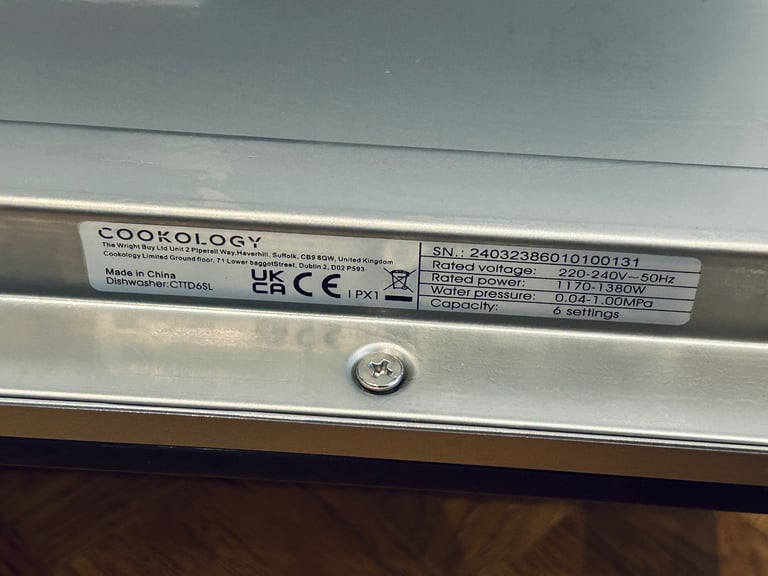 COOKOLOGY
The Wright Buy Ltd Unit 2 Piperell Way,Haverhill, Suffolk, CB9 8QW, United Kingdom
Cookology Limited Ground floor, 71 Lower baggotStreet, Dublin 2, D02 P593
Made in China
Dishwasher:CTTD6SL
UK
CA
CE
IPX1
SN.: 24032386010100131
Rated voltage: 220-240V~50Hz
Rated power: 1170-1380W
Water pressure: 0.04-1.00MPa
Capacity: 6 settings